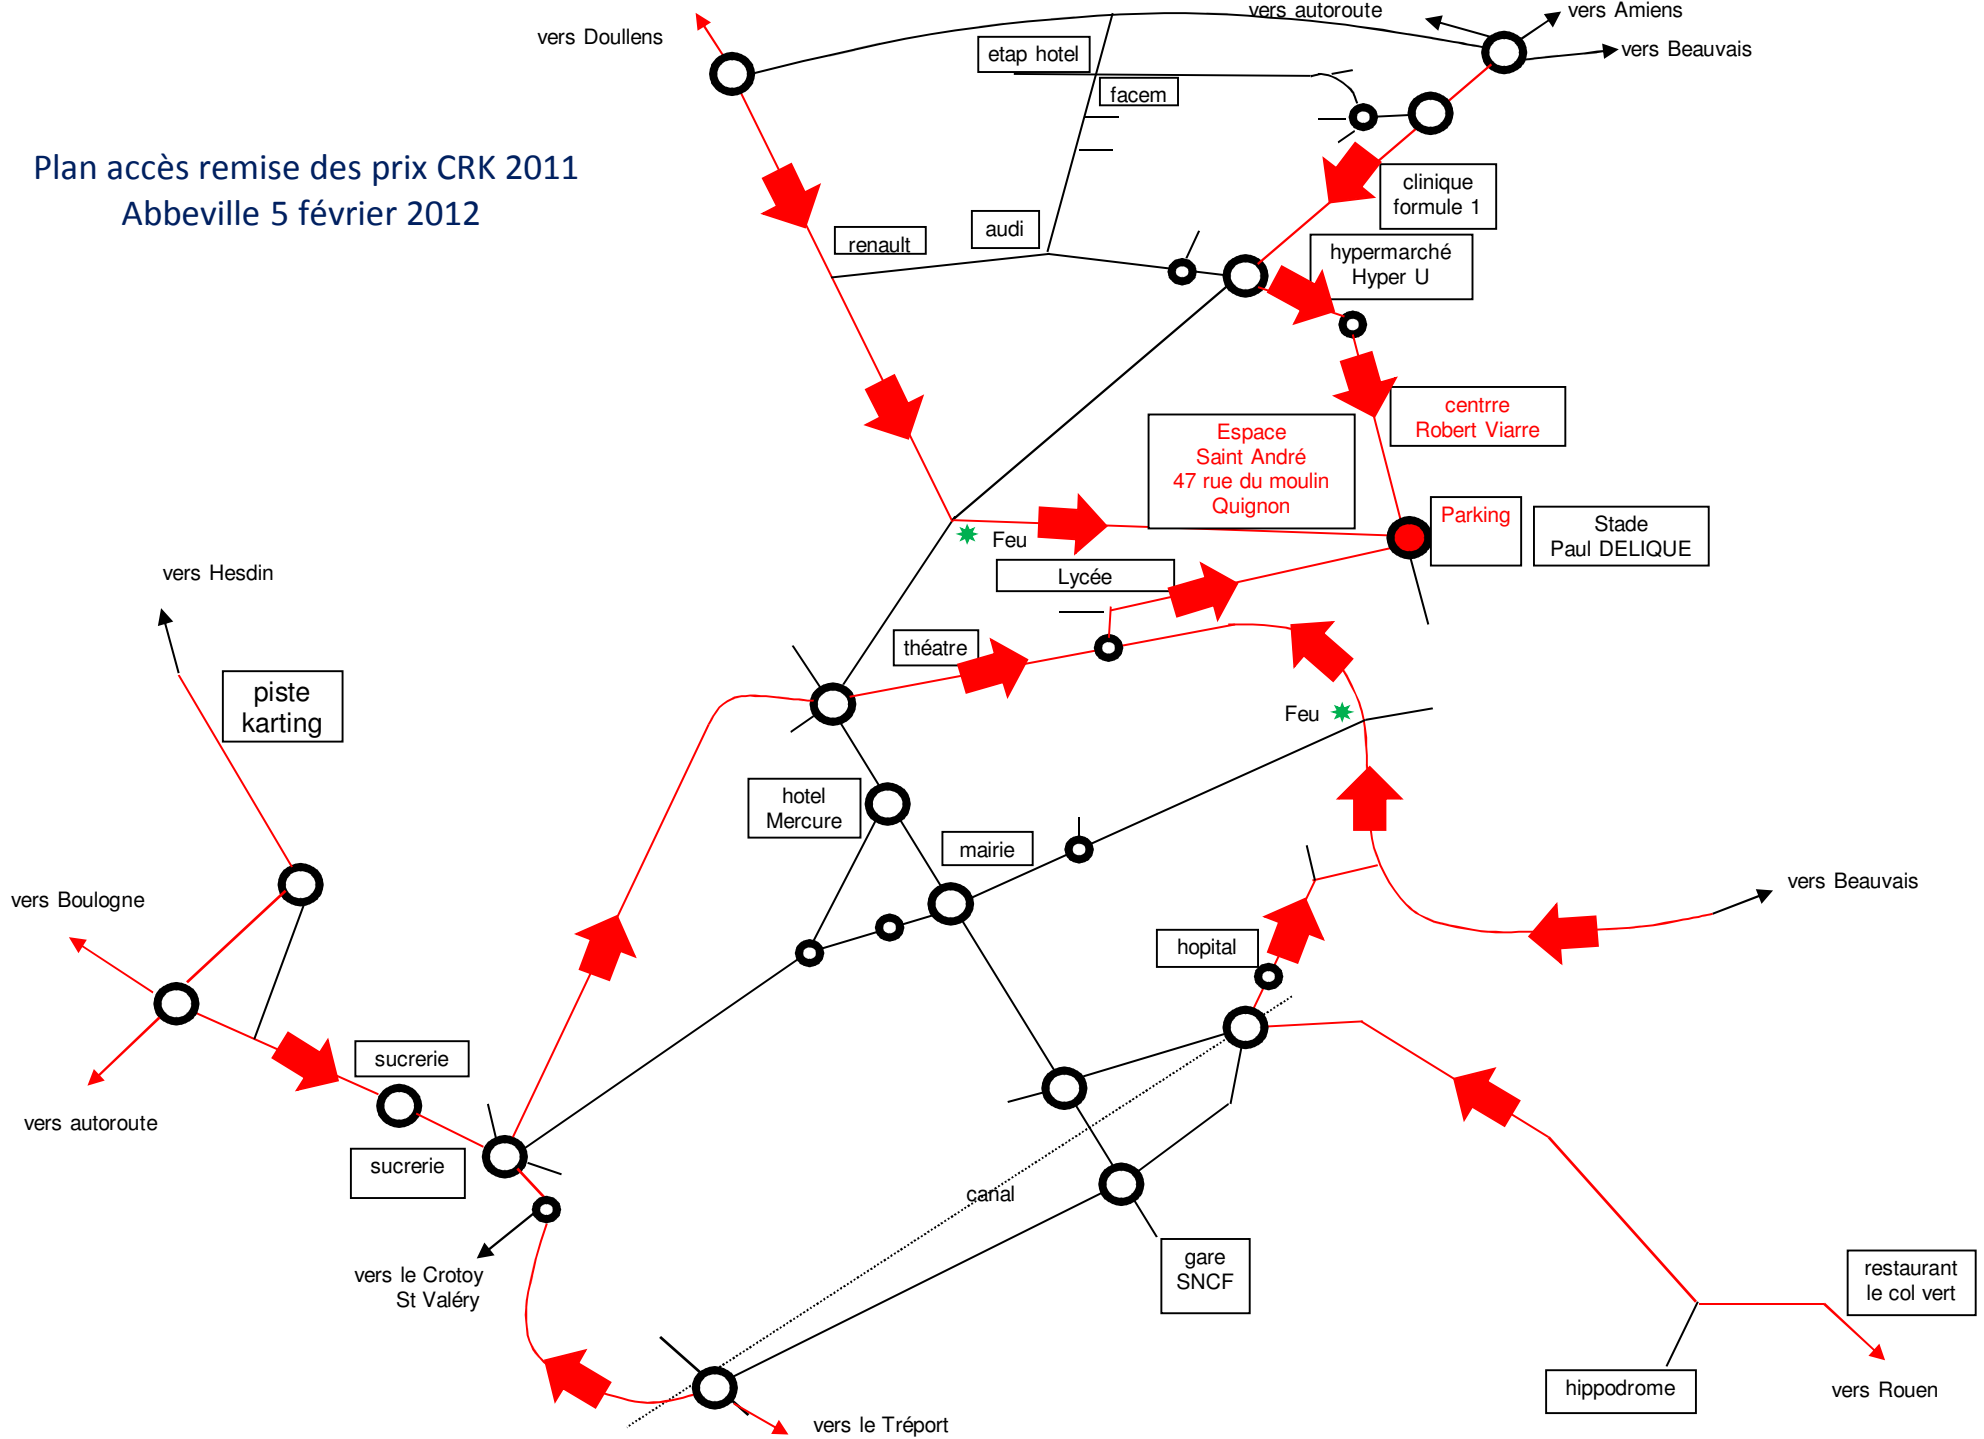 vers autoroute
vers Amiens
vers Doullens
etap hotel
vers Beauvais
facem
Plan accès remise des prix CRK 2011
Abbeville 5 février 2012
clinique
formule 1
audi
renault
hypermarché
Hyper U
centrre
Robert Viarre
Espace
Saint André
47 rue du moulin
Quignon
Parking
Stade
Paul DELIQUE
Feu
Lycée
vers Hesdin
théatre
piste
karting
Feu
hotel
Mercure
mairie
vers Beauvais
vers Boulogne
hopital
sucrerie
vers autoroute
sucrerie
canal
gare
SNCF
vers le Crotoy
St Valéry
restaurant
le col vert
hippodrome
vers Rouen
vers le Tréport